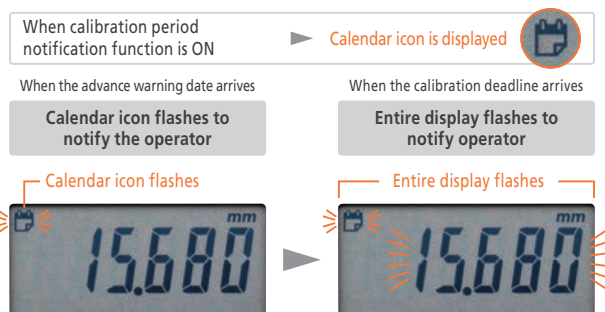 When calibration period
notification function is ON
Calendar icon is displayed
When the advance warning date arrives
When the calibration deadline arrives
Calendar icon flashes to
notify the operator
Entire display flashes to
notify operator
Calendar icon flashes
Entire display flashes
mm
15.680
mm
15.680